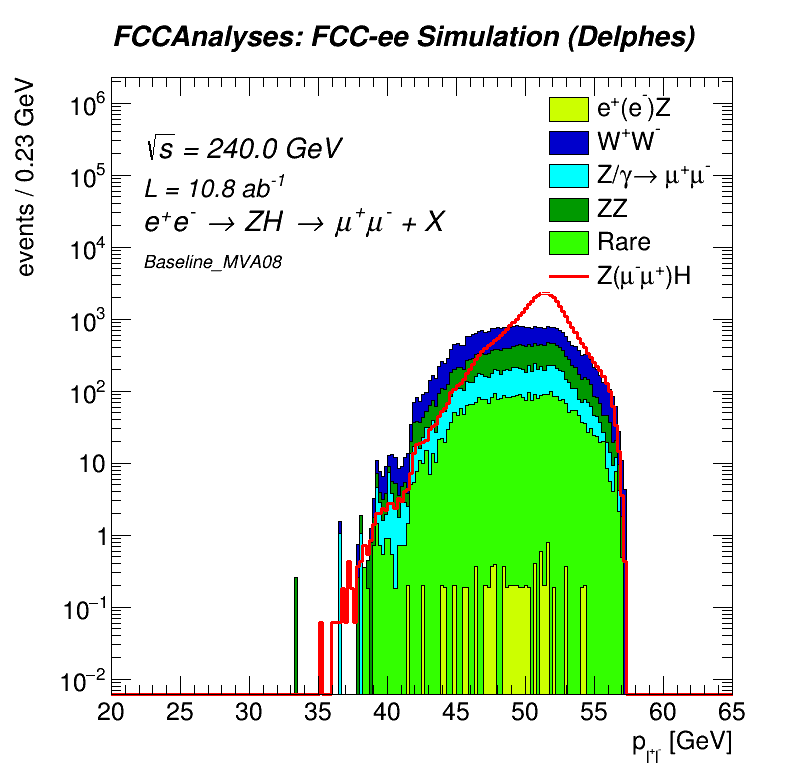 FCCAnalyses: FCC-ee Simulation (Delphes)
events / 0.23 GeV
10⁶
10⁵
10⁴
10³
10²
10
1
10⁻¹
10⁻²
√s = 240.0 GeV
L = 10.8 ab⁻¹
e⁺e⁻ → ZH → μ⁺μ⁻ + X
Baseline_MVA08
e⁺(e⁻)Z
W⁺W⁻
Z/γ→ μ⁺μ⁻
ZZ
Rare
Z(μ⁻μ⁺)H
20 25 30 35 40 45 50 55 60 65
p_l⁺l⁻ [GeV]